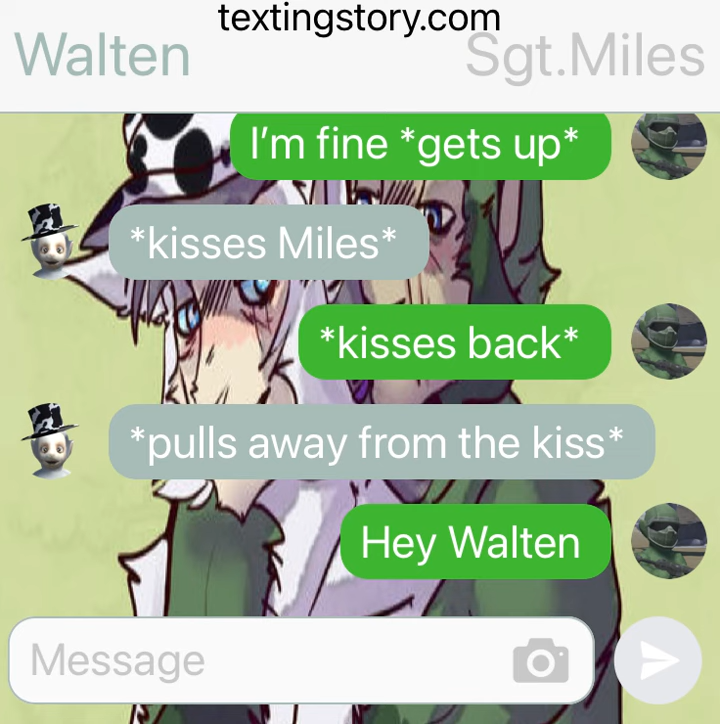 textingstory.com
Walten
Sgt.Miles
I’m fine *gets up*
*kisses Miles*
*kisses back*
*pulls away from the kiss*
Hey Walten
Message